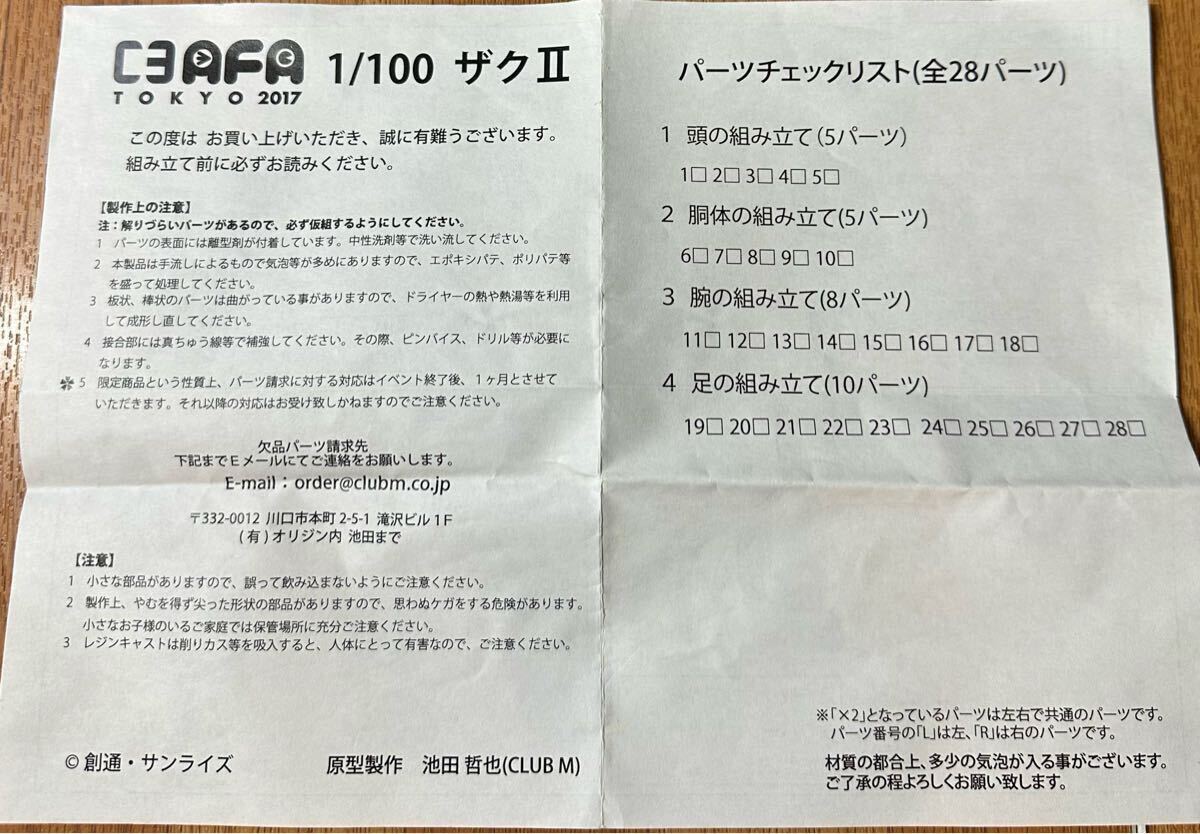 C3AFA 1/100 ザクⅡ
TOKYO 2017
この度は お買い上げいただき、誠に有難うございます。
組み立て前に必ずお読みください。
【製作上の注意】
注：解りづらいパーツがあるので、必ず仮組するようにしてください。
1 パーツの表面には離型剤が付着しています。中性洗剤等で洗い流してください。
2 本製品は手流しによるもので気泡等が多めにありますので、エポキシパテ、ポリパテ等
を盛って処理してください。
3 板状、棒状のパーツは曲がっている事がありますので、ドライヤーの熱や熱湯等を利用
して成形し直してください。
4 接合部には真ちゅう線等で補強してください。その際、ピンバイス、ドリル等が必要に
なります。
5 限定商品という性質上、パーツ請求に対する対応はイベント終了後、1ヶ月とさせて
いただきます。それ以降の対応はお受け致しかねますのでご注意ください。
欠品パーツ請求先
下記までEメールにてご連絡をお願いします。
E-mail：order@clubm.co.jp
〒332-0012 川口市本町 2-5-1 滝沢ビル 1F
(有) オリジン内 池田まで
【注意】
1 小さな部品がありますので、誤って飲み込まないようにご注意ください。
2 製作上、やむを得ず尖った形状の部品がありますので、思わぬケガをする危険があります。
小さなお子様のいるご家庭では保管場所に充分ご注意ください。
3 レジンキャストは削りカス等を吸入すると、人体にとって有害なので、ご注意ください。
© 創通・サンライズ 原型製作 池田 哲也(CLUB M)
パーツチェックリスト(全28パーツ)
1 頭の組み立て(5パーツ)
1□ 2□ 3□ 4□ 5□
2 胴体の組み立て(5パーツ)
6□ 7□ 8□ 9□ 10□
3 腕の組み立て(8パーツ)
11□ 12□ 13□ 14□ 15□ 16□ 17□ 18□
4 足の組み立て(10パーツ)
19□ 20□ 21□ 22□ 23□ 24□ 25□ 26□ 27□ 28□
※「×2」となっているパーツは左右で共通のパーツです。
パーツ番号の「L」は左、「R」は右のパーツです。
材質の都合上、多少の気泡が入る事がございます。
ご了承の程よろしくお願い致します。